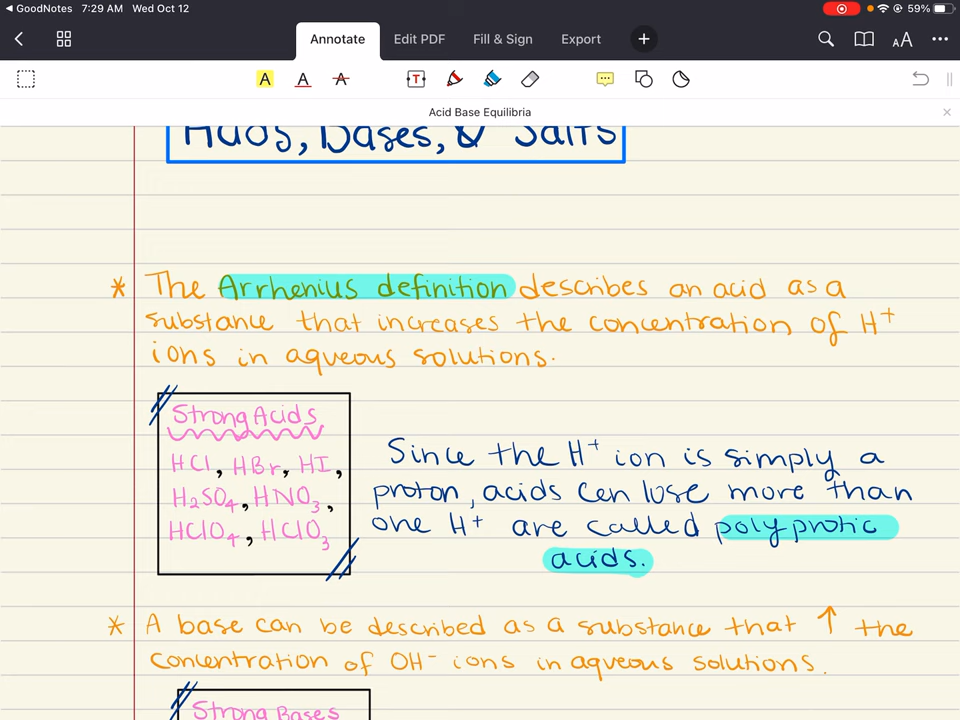 GoodNotes 7:29 AM Wed Oct 12 59%
Annotate Edit PDF Fill & Sign Export
A A A T AA
Acid Base Equilibria
Acids, Bases, & Salts
* The Arrhenius definition describes an acid as a
substance that increases the concentration of H+
ions in aqueous solutions.
Strong Acids
HCl, HBr, HI,
H2SO4, HNO3,
HClO4, HClO3
Since the H+ ion is simply a
proton, acids can lose more than
one H+ are called polyprotic
acids.
* A base can be described as a substance that ↑ the
concentration of OH- ions in aqueous solutions.
Strong Bases